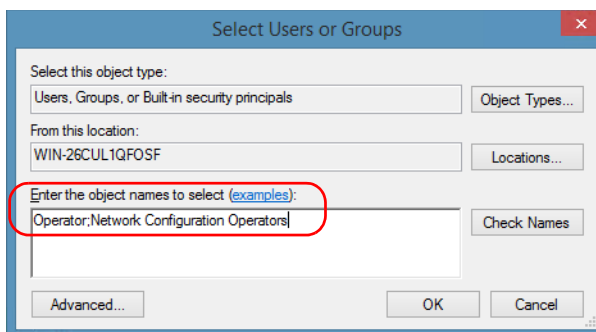 Select Users or Groups
Select this object type:
Users, Groups, or Built-in security principals
Object Types...
From this location:
WIN-26CUL1QFOSF
Locations...
Enter the object names to select (examples):
Operator;Network Configuration Operators
Check Names
Advanced...
OK
Cancel